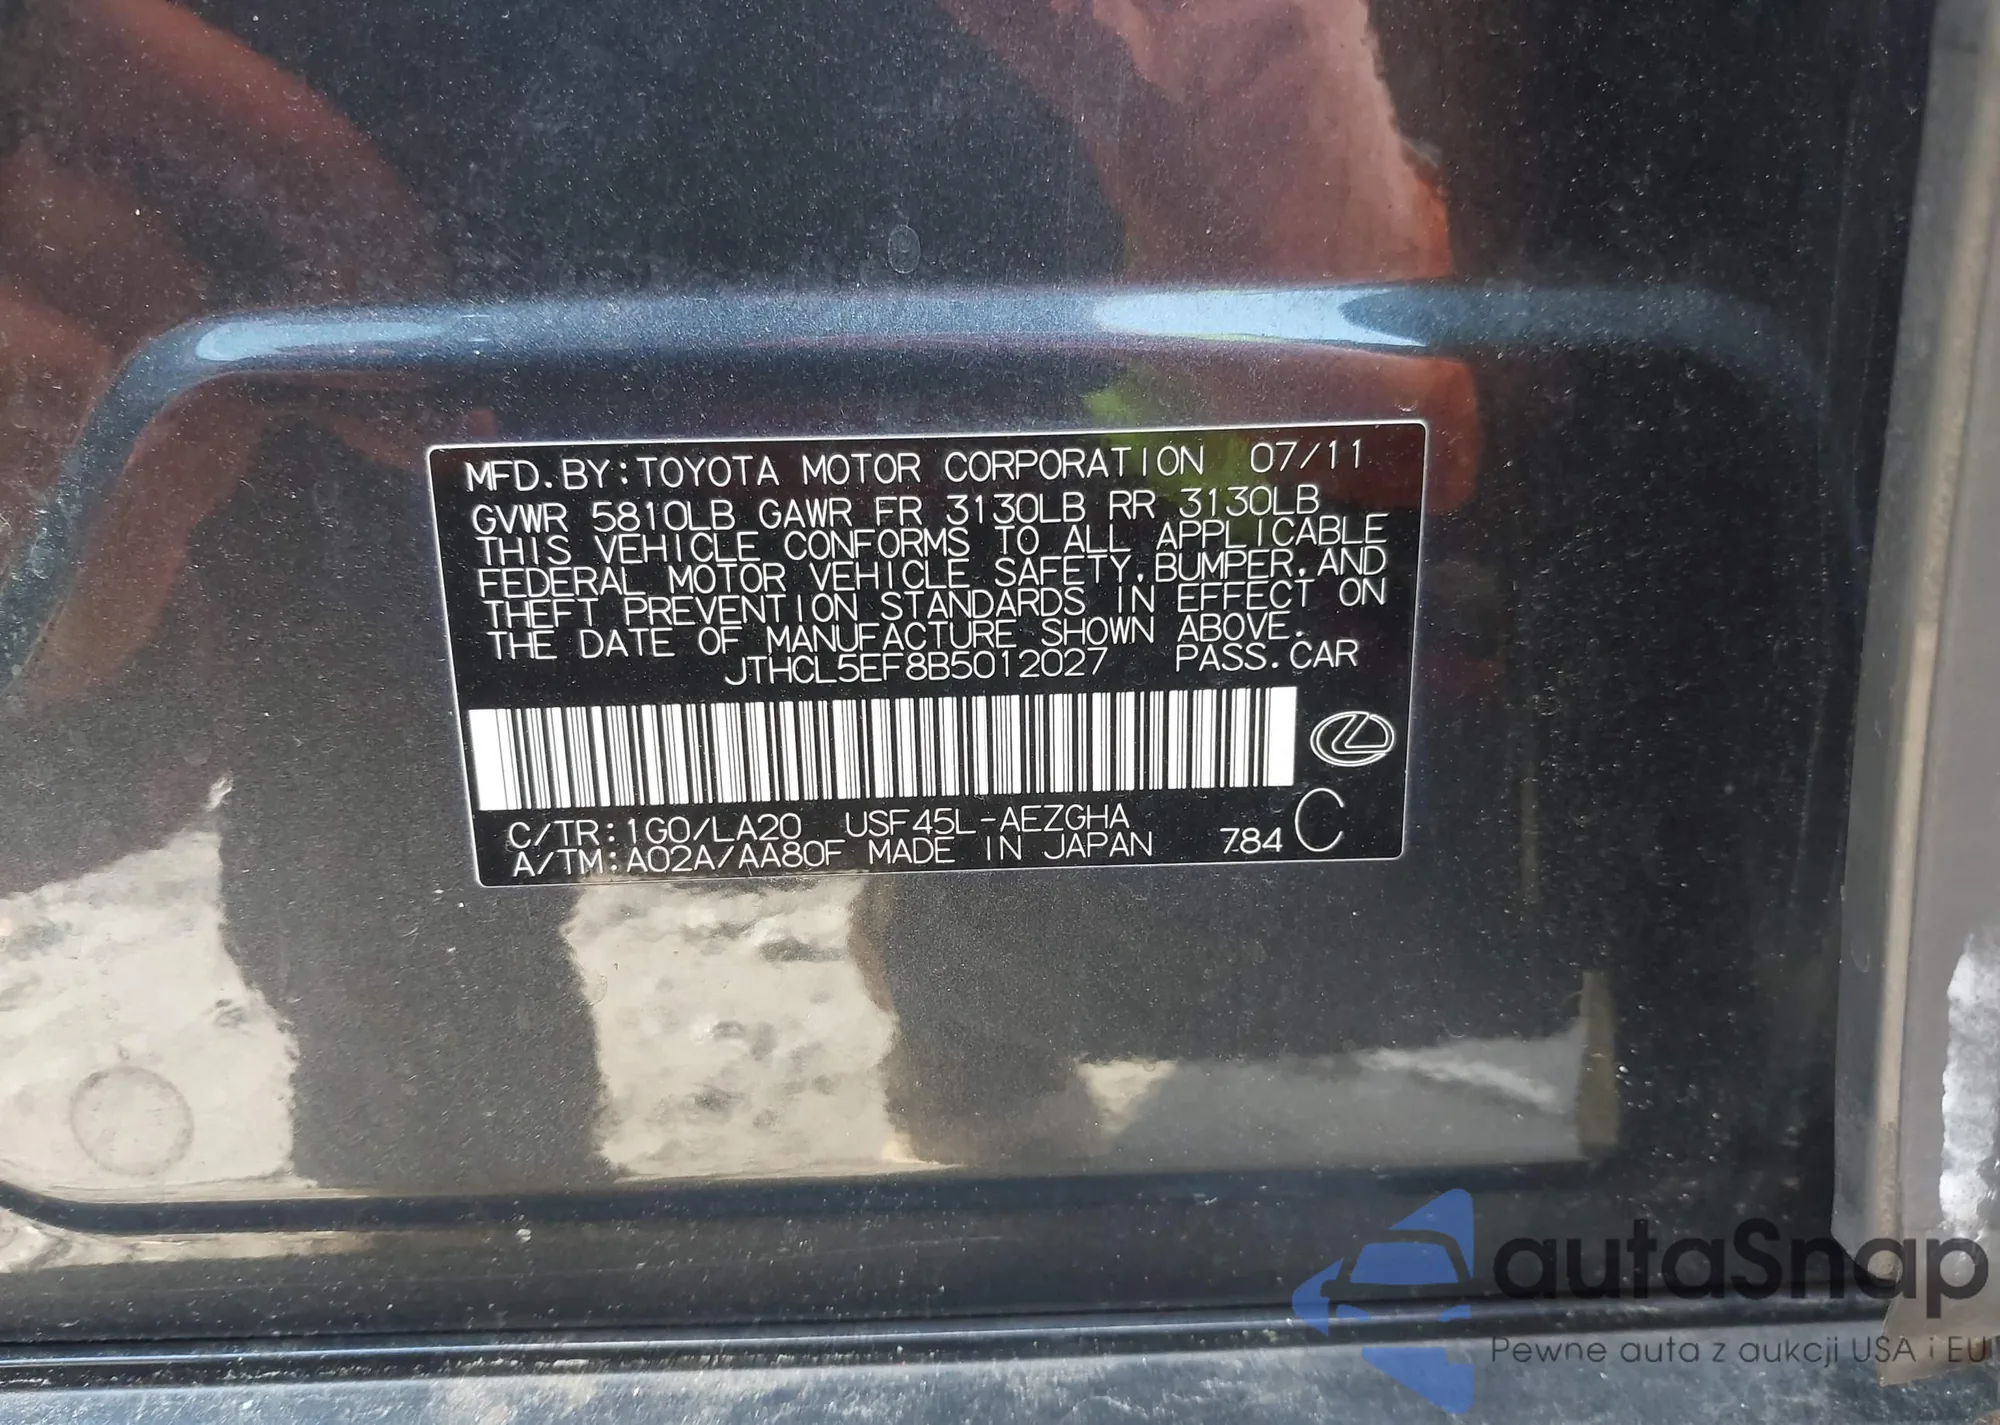 MFD.BY:TOYOTA MOTOR CORPORATION 07/11
GVWR 5810LB GAWR FR 3130LB RR 3130LB
THIS VEHICLE CONFORMS TO ALL APPLICABLE
FEDERAL MOTOR VEHICLE SAFETY,BUMPER,AND
THEFT PREVENTION STANDARDS IN EFFECT ON
THE DATE OF MANUFACTURE SHOWN ABOVE.
JTHCL5EF8B5012027 PASS.CAR
C/TR:1G0/LA20 USF45L-AEZGHA
A/TM:A02A/AA80F MADE IN JAPAN 784 C
autaSnap
Pewne auta z aukcji USA i EU